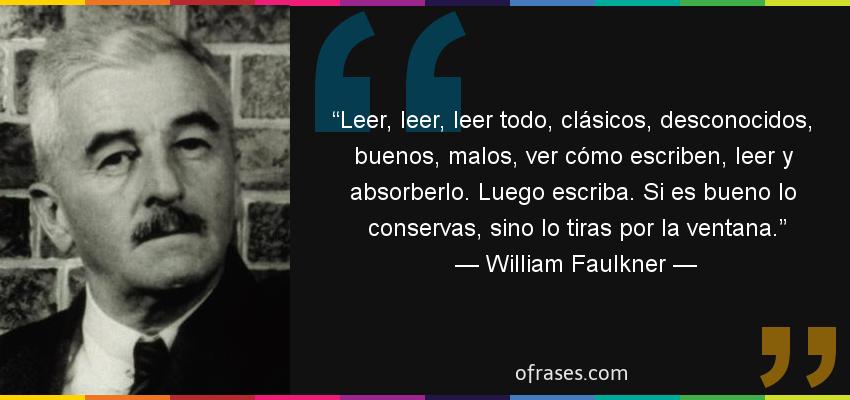 “Leer, leer, leer todo, clásicos, desconocidos,
buenos, malos, ver cómo escriben, leer y
absorberlo. Luego escriba. Si es bueno lo
conservas, sino lo tiras por la ventana.”
— William Faulkner —
ofrases.com